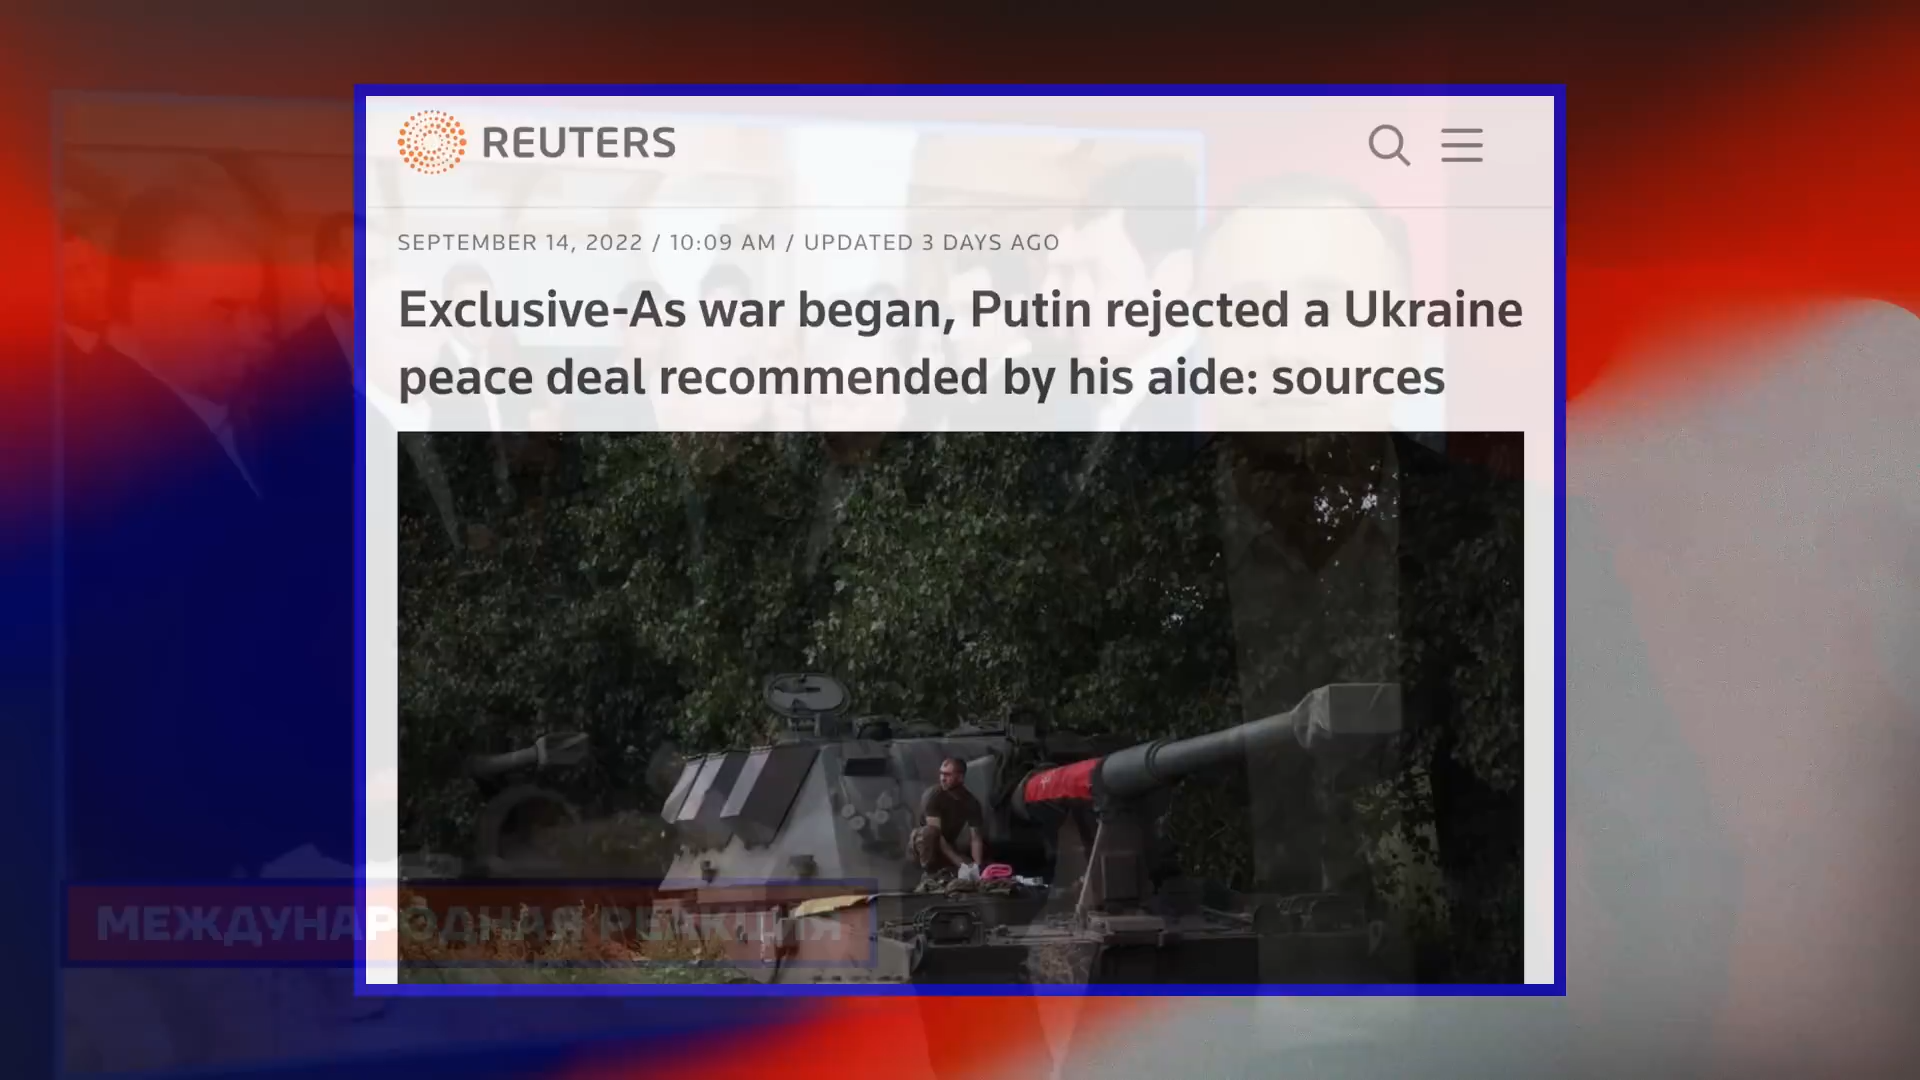 REUTERS
SEPTEMBER 14, 2022 / 10:09 AM / UPDATED 3 DAYS AGO
Exclusive-As war began, Putin rejected a Ukraine
peace deal recommended by his aide: sources
МЕЖДУНАРОДНАЯ РЕАКЦИЯ